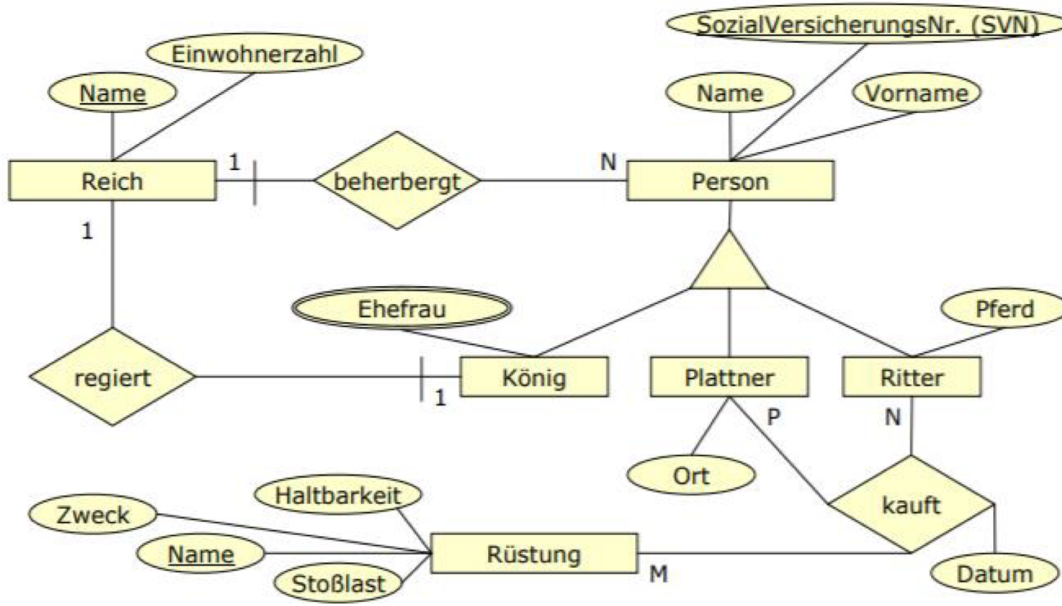 SozialVersicherungsNr. (SVN)
Einwohnerzahl
Name
Name
Vorname
Reich
1
beherbergt
N
Person
1
Ehefrau
Pferd
regiert
1
König
Plattner
Ritter
P
N
Ort
Haltbarkeit
Zweck
kauft
Name
Rüstung
M
Stoßlast
Datum